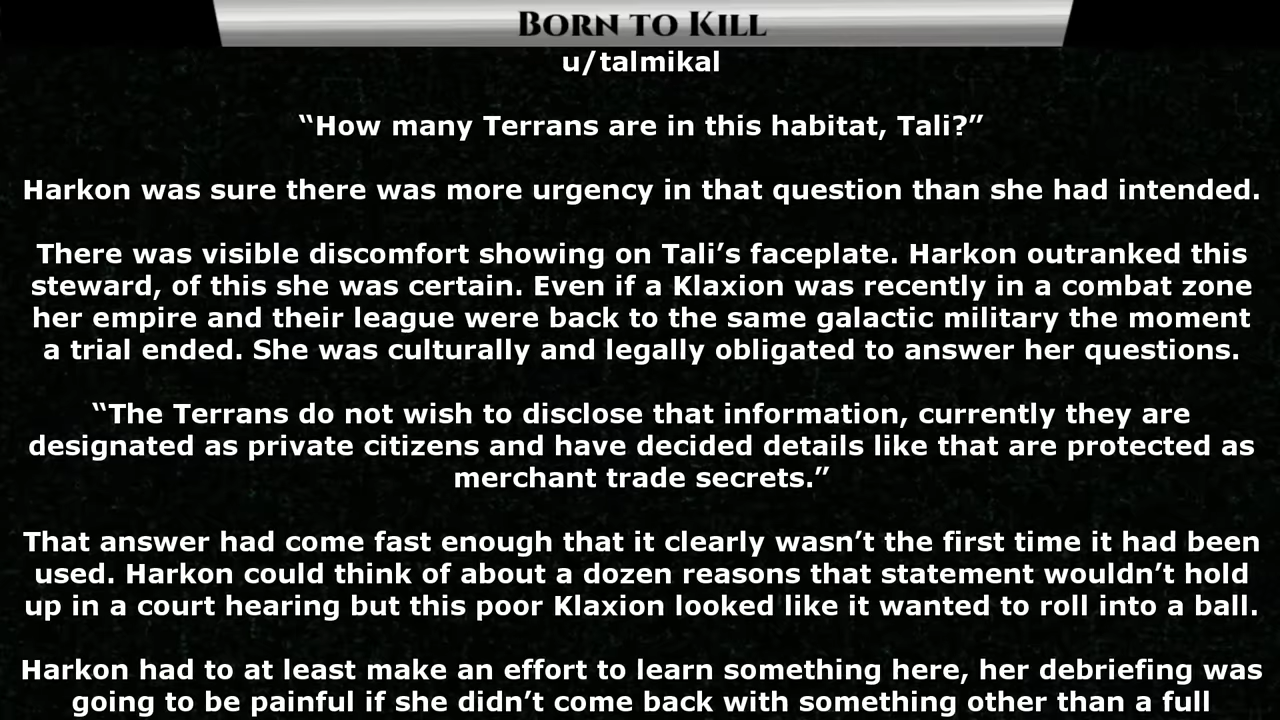 Born to Kill
u/talmikal
“How many Terrans are in this habitat, Tali?”
Harkon was sure there was more urgency in that question than she had intended.
There was visible discomfort showing on Tali’s faceplate. Harkon outranked this
steward, of this she was certain. Even if a Klaxion was recently in a combat zone
her empire and their league were back to the same galactic military the moment
a trial ended. She was culturally and legally obligated to answer her questions.
“The Terrans do not wish to disclose that information, currently they are
designated as private citizens and have decided details like that are protected as
merchant trade secrets.”
That answer had come fast enough that it clearly wasn’t the first time it had been
used. Harkon could think of about a dozen reasons that statement wouldn’t hold
up in a court hearing but this poor Klaxion looked like it wanted to roll into a ball.
Harkon had to at least make an effort to learn something here, her debriefing was
going to be painful if she didn’t come back with something other than a full